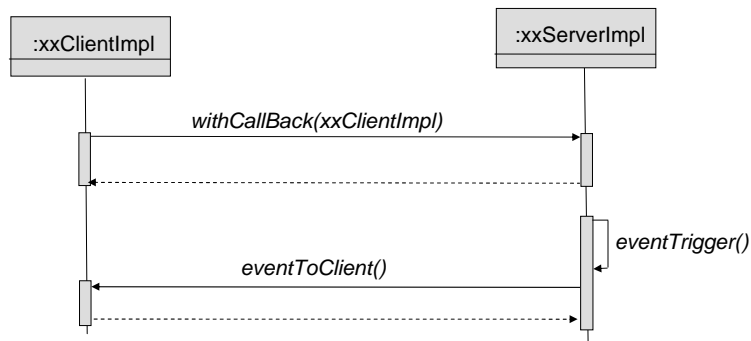 :xxClientImpl
:xxServerImpl
withCallBack(xxClientImpl)
eventTrigger()
eventToClient()